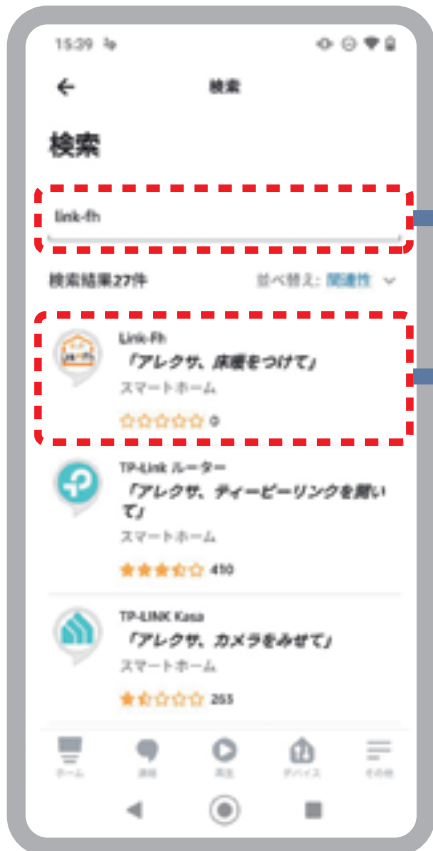 15:39
検索
検索
link-fh
検索結果27件 並べ替え: 関連性
Link-Fh
「アレクサ、床暖をつけて」
スマートホーム
0
TP-Link ルーター
「アレクサ、ティーピーリンクを開い
て」
スマートホーム
410
TP-LINK Kasa
「アレクサ、カメラをみせて」
スマートホーム
263
ホーム 再生 デバイス その他